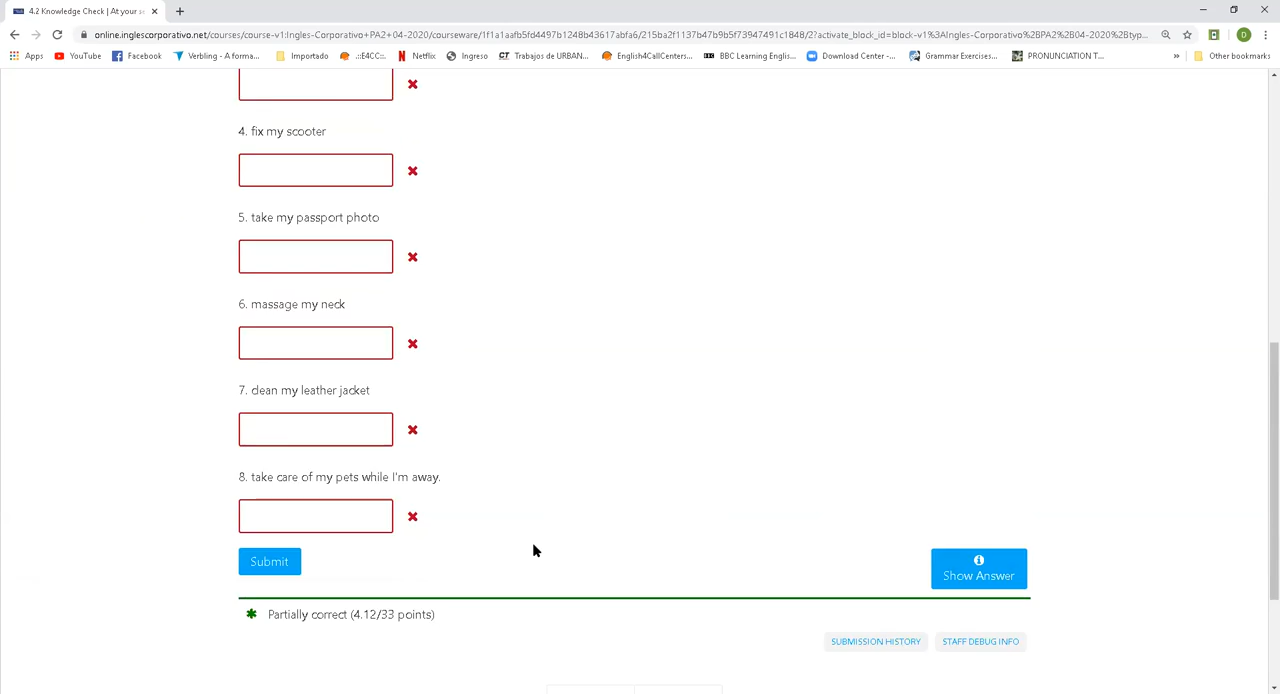 4.2 Knowledge Check | At your s
online.inglescorporativo.net/courses/course-v1:Ingles-Corporativo+PA2+04-2020/courseware/1f1a1aafb5fd4497b1248b43617abfa6/215ba2f1137b47b9b5f73947491c1848/2?activate_block_id=block-v1%3AIngles-Corporativo%2BPA2%2B04-2020%2Btyp...
Apps YouTube Facebook Verbling - A forma... Importado .::E4CC::. Netflix Ingreso CT Trabajos de URBAN... English4CallCenters... BBC Learning Englis... Download Center -... Grammar Exercises... PRONUNCIATION T... » Other bookmarks
4. fix my scooter
5. take my passport photo
6. massage my neck
7. clean my leather jacket
8. take care of my pets while I'm away.
Submit
Show Answer
Partially correct (4.12/33 points)
SUBMISSION HISTORY STAFF DEBUG INFO